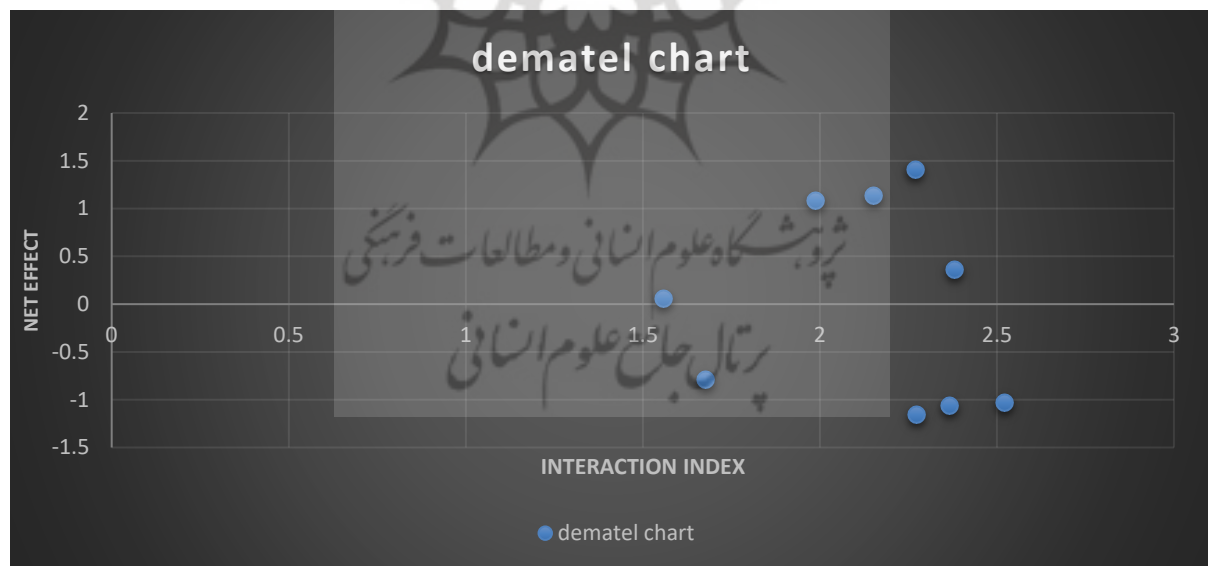 dematel chart
2
1.5
1
0.5
0
-0.5
-1
-1.5
0 0.5 1 1.5 2 2.5 3
NET EFFECT
INTERACTION INDEX
dematel chart
پژوهشگاه علوم انسانی و مطالعات فرهنگی
پرتال جامع علوم انسانی